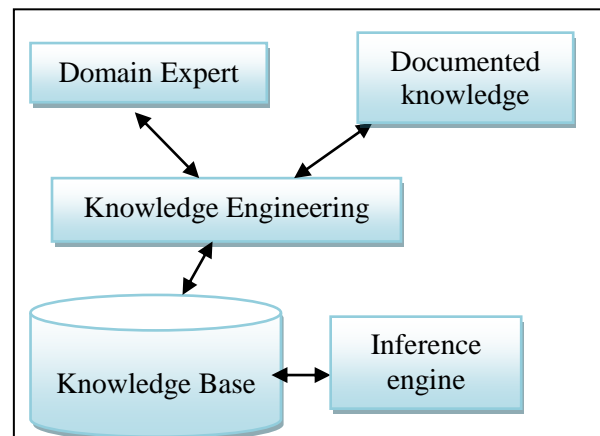 Domain Expert
Documented
knowledge
Knowledge Engineering
Knowledge Base
Inference
engine